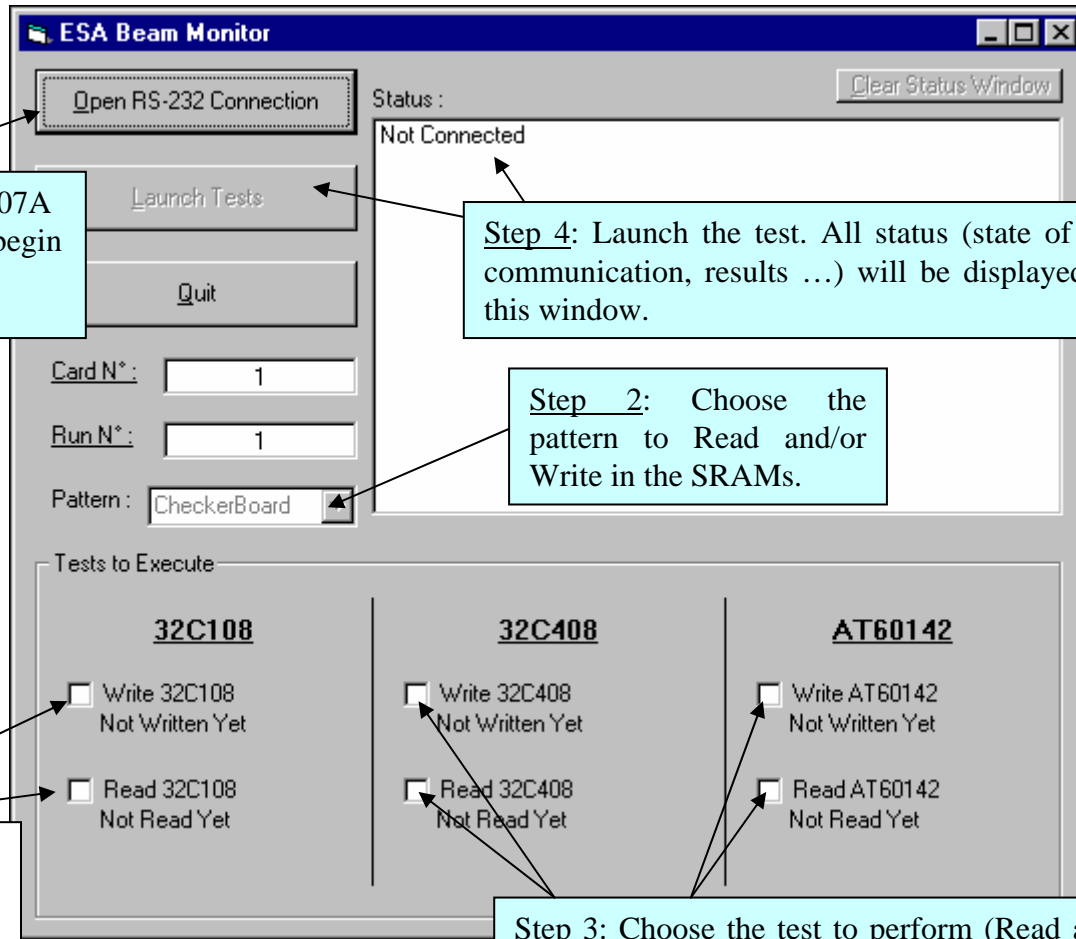 ESA Beam Monitor
Open RS-232 Connection
Status :
Clear Status Window
Not Connected
07A
begin
Launch Tests
Step 4: Launch the test. All status (state of
communication, results …) will be displayed
this window.
Quit
Card N° :
1
Run N° :
1
Step 2: Choose the
pattern to Read and/or
Write in the SRAMs.
Pattern :
CheckerBoard
Tests to Execute
32C108
32C408
AT60142
Write 32C108
Not Written Yet
Write 32C408
Not Written Yet
Write AT60142
Not Written Yet
Read 32C108
Not Read Yet
Read 32C408
Not Read Yet
Read AT60142
Not Read Yet
Step 3: Choose the test to perform (Read